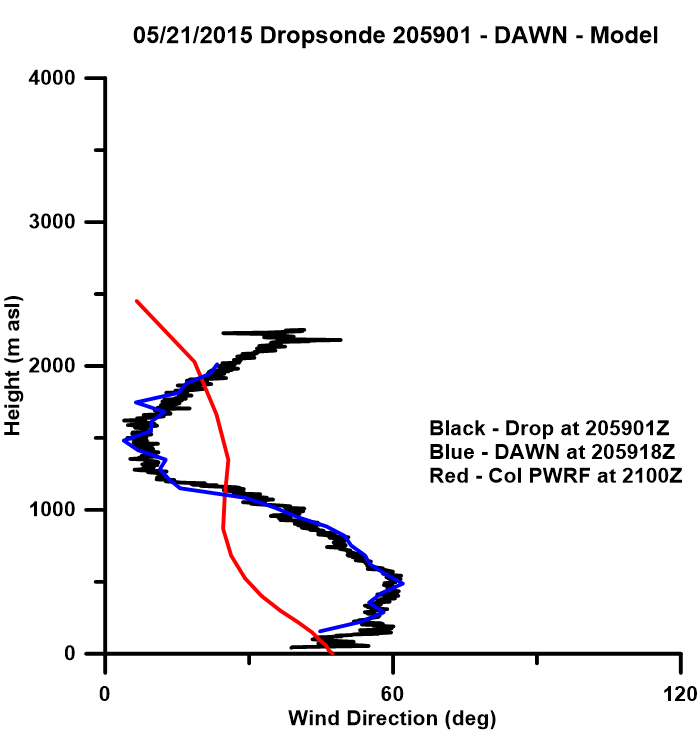 05/21/2015 Dropsonde 205901 - DAWN - Model
4000
3000
2000
1000
0
Height (m asl)
Black - Drop at 205901Z
Blue - DAWN at 205918Z
Red - Col PWRF at 2100Z
0 60 120
Wind Direction (deg)